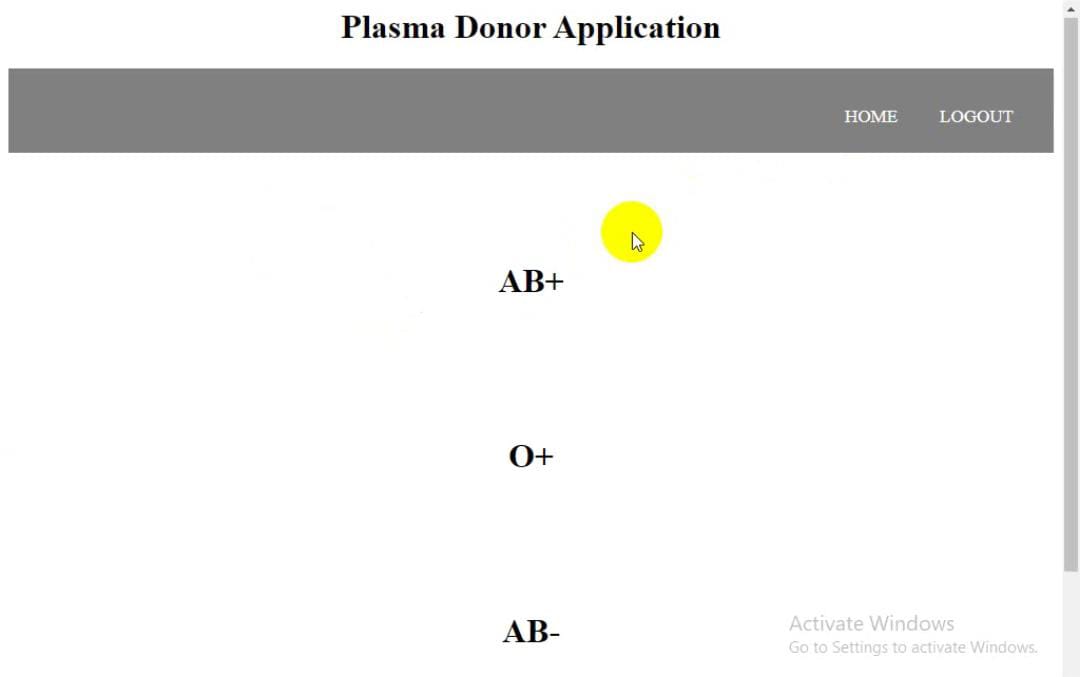 Plasma Donor Application
HOME LOGOUT
AB+
O+
AB-
Activate Windows
Go to Settings to activate Windows.